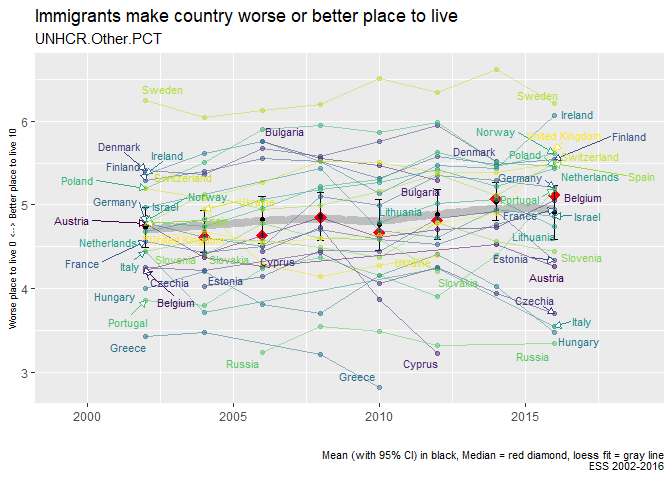 Immigrants make country worse or better place to live
UNHCR.Other.PCT
Worse place to live 0 <--> Better place to live 10
6
5
4
3
2000
2005
2010
2015
Sweden
Sweden
Ireland
Denmark
Ireland
Finland
Poland
Switzerland
Germany
Israel
Norway
Ukraine
Austria
Netherlands
United Kingdom
France
Italy
Slovenia
Slovakia
Czechia
Estonia
Hungary
Belgium
Portugal
Greece
Bulgaria
Cyprus
Russia
Greece
Cyprus
Norway
United Kingdom
Finland
Denmark
Poland
Switzerland
Spain
Germany
Netherlands
Bulgaria
Portugal
Belgium
Lithuania
France
Israel
Ukraine
Estonia
Lithuania
Slovenia
Austria
Slovakia
Czechia
Italy
Hungary
Russia
Mean (with 95% CI) in black, Median = red diamond, loess fit = gray line
ESS 2002-2016